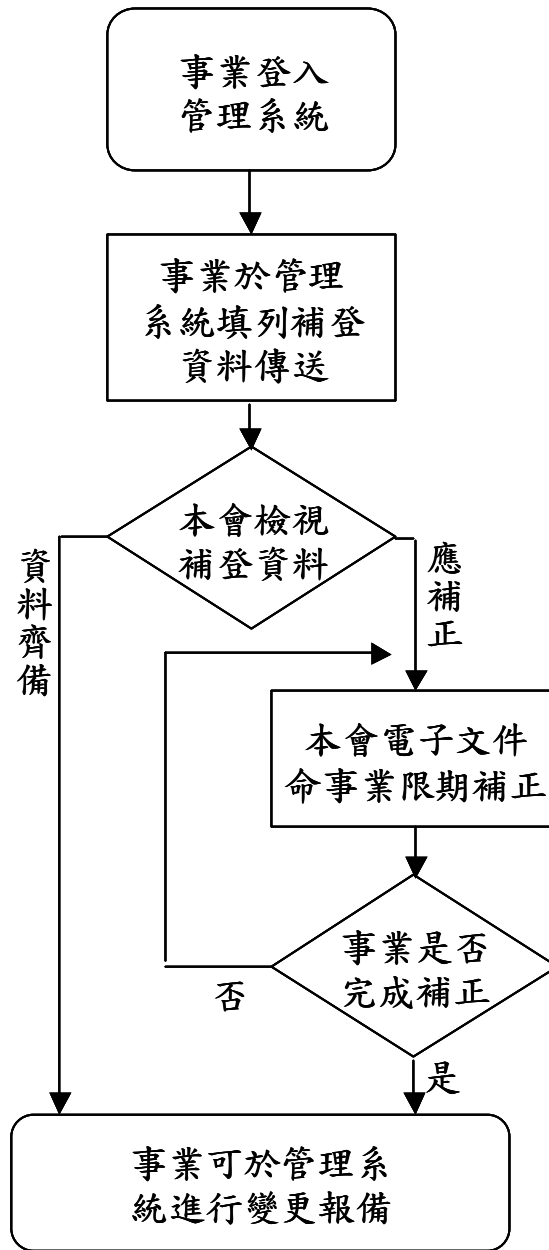 事業登入
管理系統
事業於管理
系統填列補登
資料傳送
本會檢視
補登資料
資料齊備
應補正
本會電子文件
命事業限期補正
事業是否
完成補正
否
是
事業可於管理系
統進行變更報備